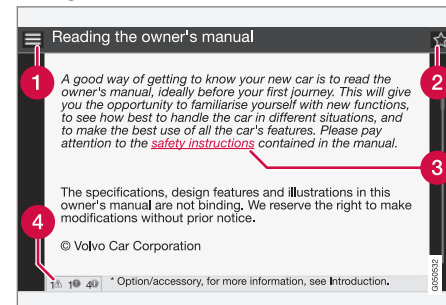 Reading the owner's manual
1
2
A good way of getting to know your new car is to read the
owner's manual, ideally before your first journey. This will give
you the opportunity to familiarise yourself with new functions,
to see how best to handle the car in different situations, and
to make the best use of all the car's features. Please pay
attention to the safety instructions contained in the manual.
3
The specifications, design features and illustrations in this
owner's manual are not binding. We reserve the right to make
modifications without prior notice.
4
© Volvo Car Corporation
1 1 4 * Option/accessory, for more information, see Introduction.
G050532